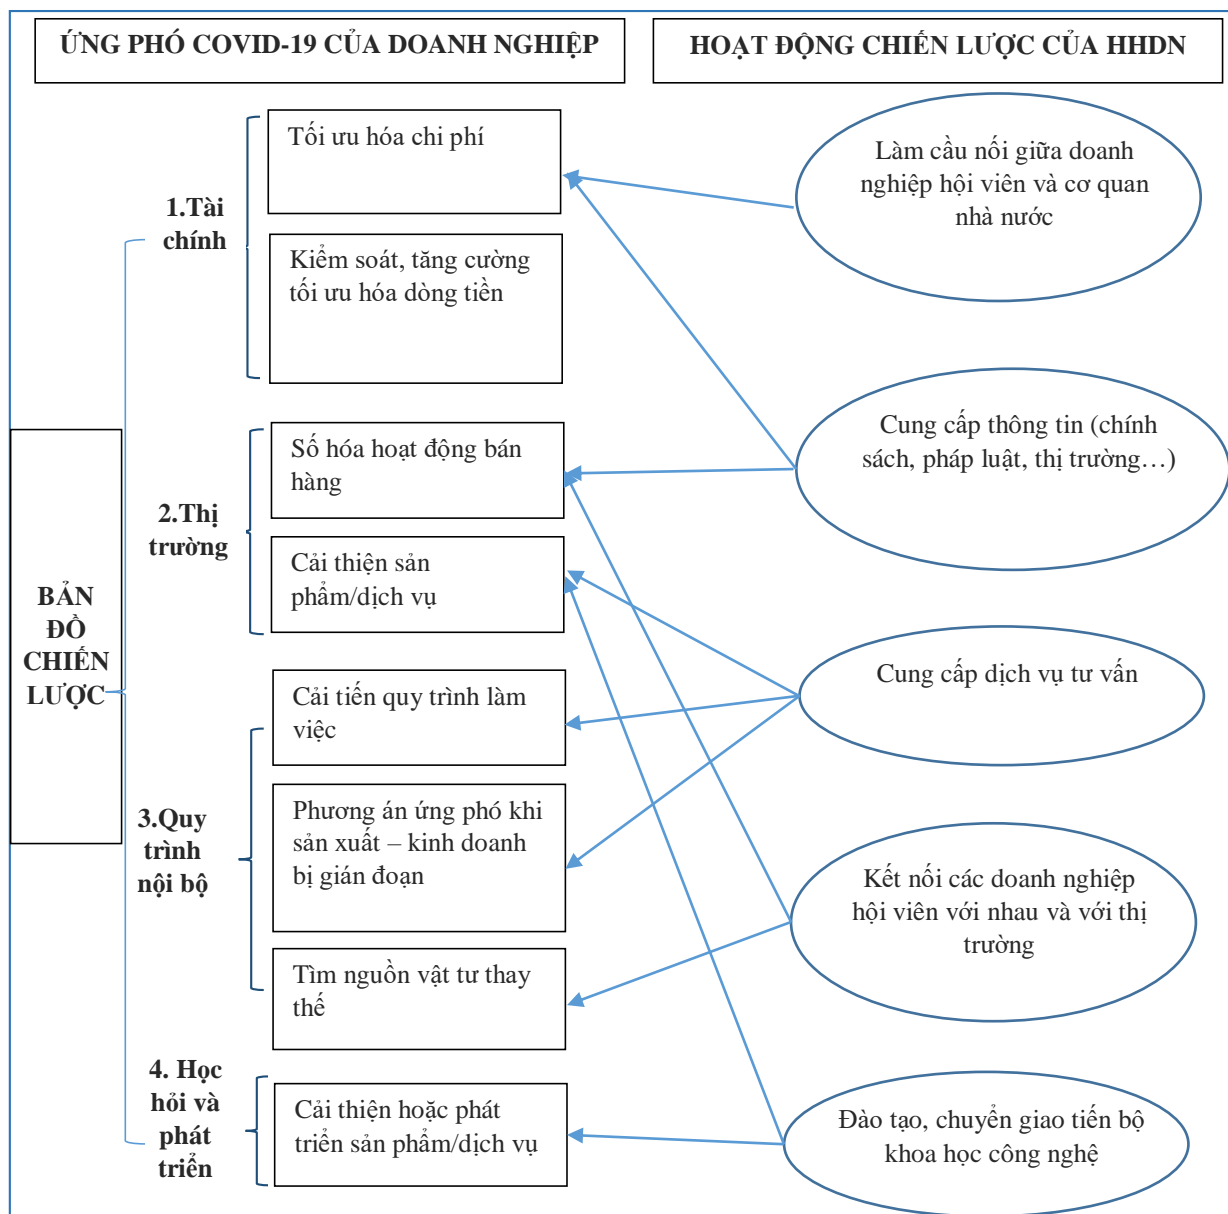 ỨNG PHÓ COVID-19 CỦA DOANH NGHIỆP
HOẠT ĐỘNG CHIẾN LƯỢC CỦA HHDN
BẢN
ĐỒ
CHIẾN
LƯỢC
1.Tài
chính
Tối ưu hóa chi phí
Kiểm soát, tăng cường
tối ưu hóa dòng tiền
2.Thị
trường
Số hóa hoạt động bán
hàng
Cải thiện sản
phẩm/dịch vụ
3.Quy
trình
nội bộ
Cải tiến quy trình làm
việc
Phương án ứng phó khi
sản xuất – kinh doanh
bị gián đoạn
Tìm nguồn vật tư thay
thế
4. Học
hỏi và
phát
triển
Cải thiện hoặc phát
triển sản phẩm/dịch vụ
Làm cầu nối giữa doanh
nghiệp hội viên và cơ quan
nhà nước
Cung cấp thông tin (chính
sách, pháp luật, thị trường…)
Cung cấp dịch vụ tư vấn
Kết nối các doanh nghiệp
hội viên với nhau và với thị
trường
Đào tạo, chuyển giao tiến bộ
khoa học công nghệ